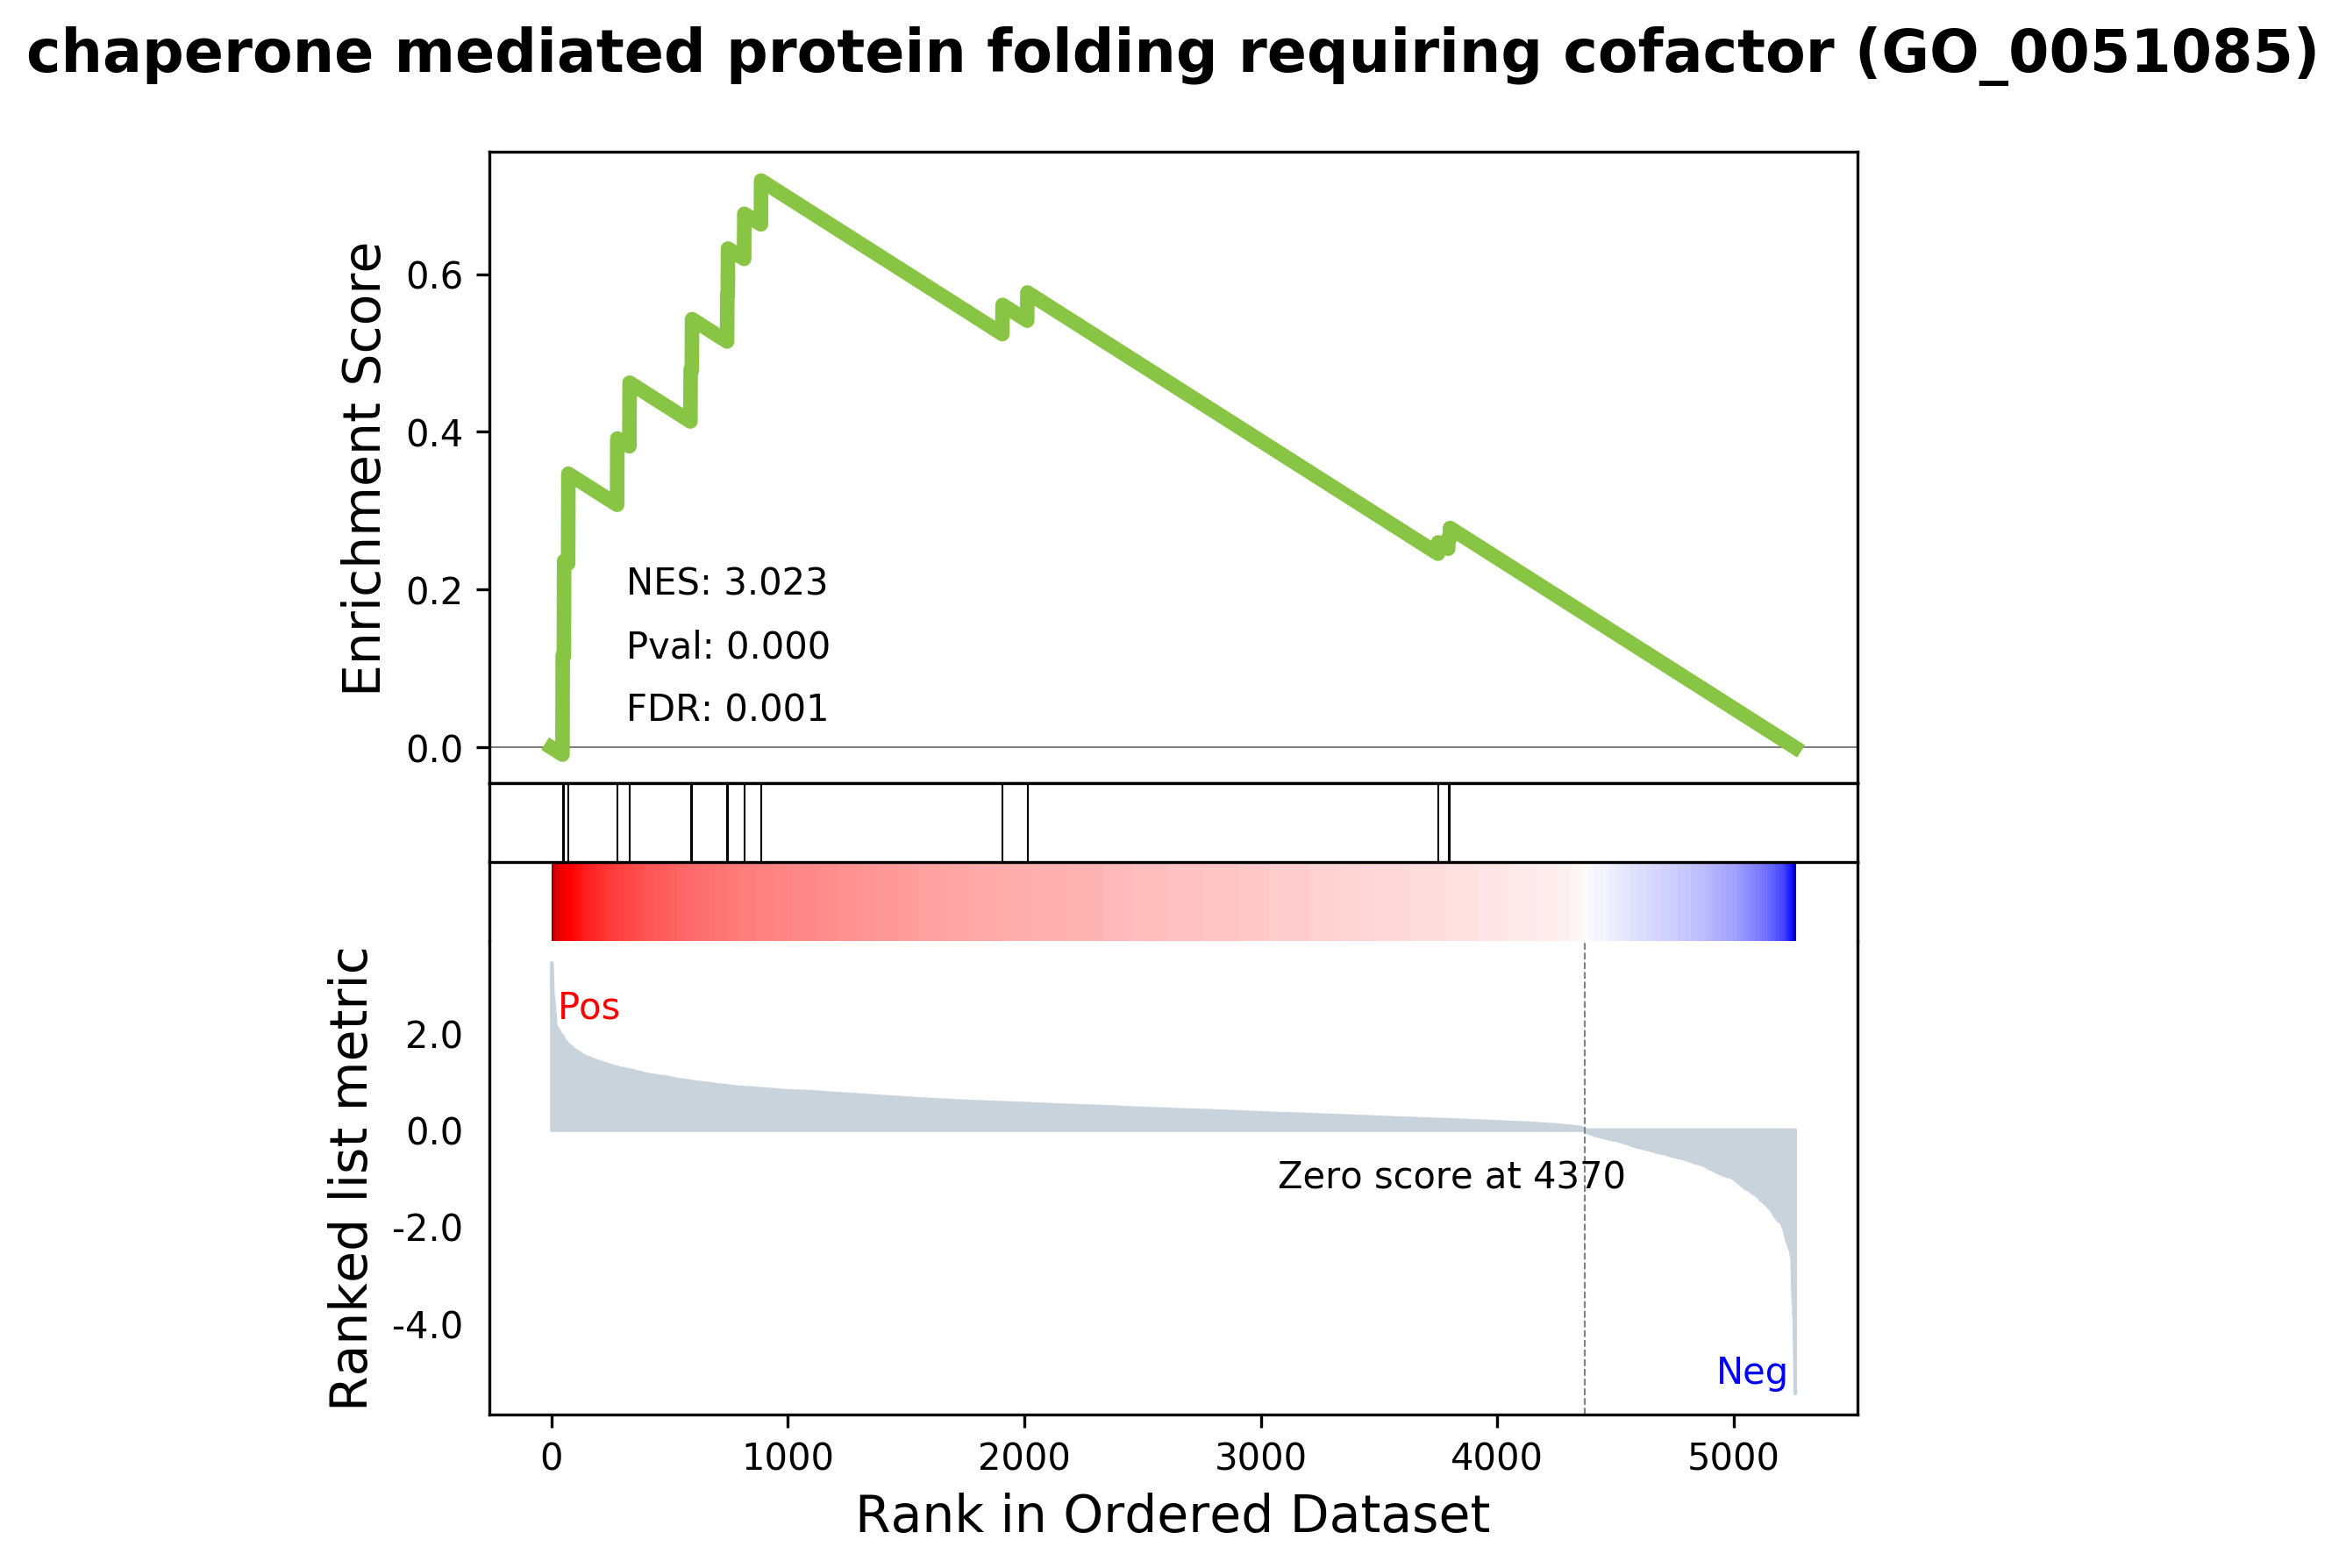 chaperone mediated protein folding requiring cofactor (GO_0051085)
Enrichment Score
0.6
0.4
0.2
0.0
NES: 3.023
Pval: 0.000
FDR: 0.001
Ranked list metric
2.0
0.0
-2.0
-4.0
Pos
Zero score at 4370
Neg
0 1000 2000 3000 4000 5000
Rank in Ordered Dataset